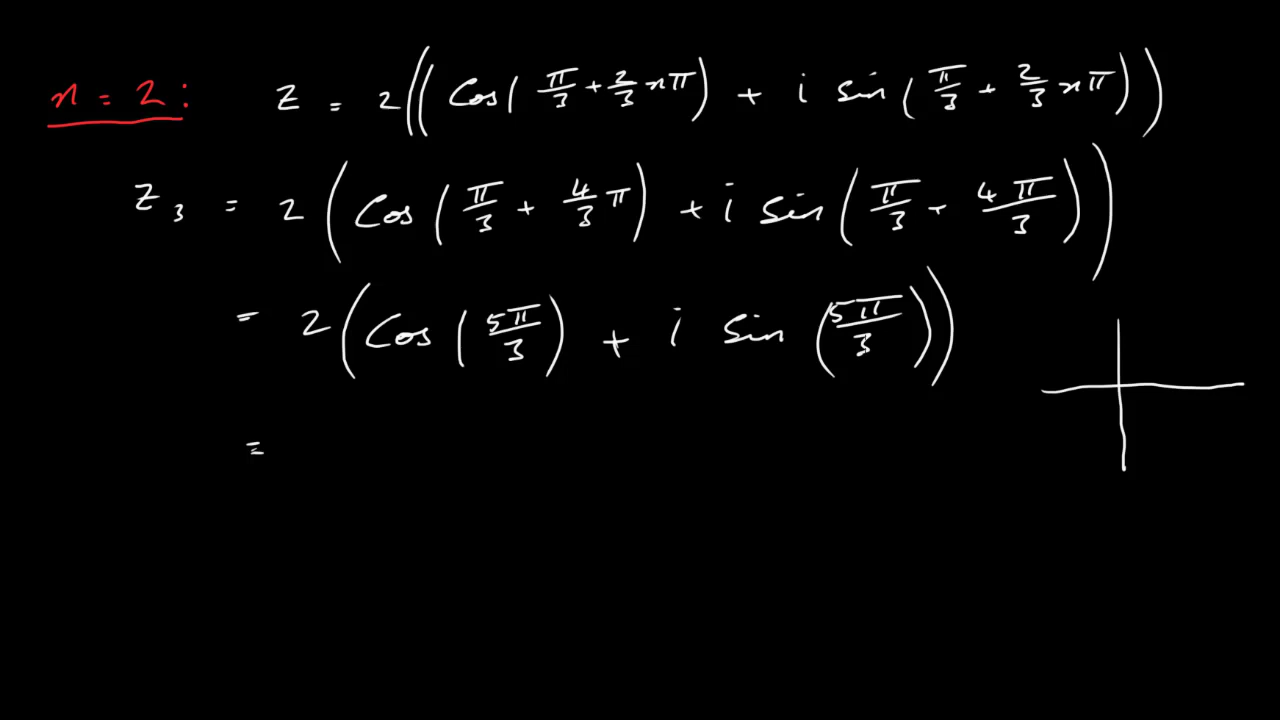 n = 2: z = 2((cos(π/3 + 2/3 nπ) + i sin(π/3 + 2/3 nπ))
z₃ = 2(cos(π/3 + 4/3 π) + i sin(π/3 + 4π/3))
= 2(cos(5π/3) + i sin(5π/3))
=